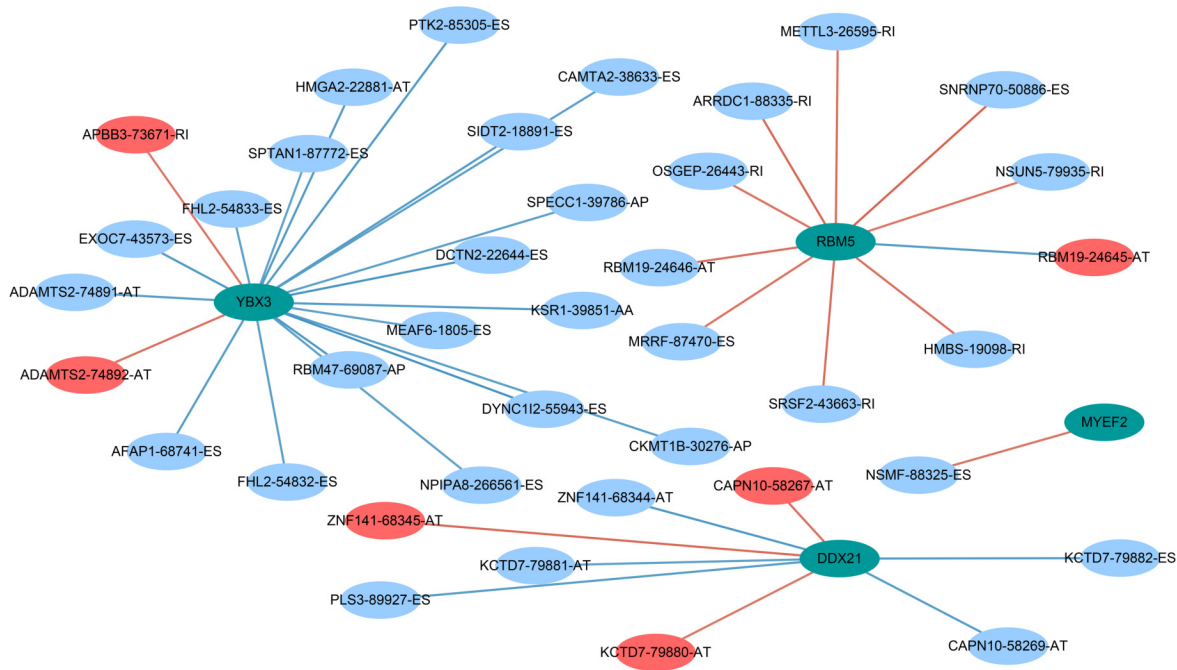 PTK2-85305-ES
METTL3-26595-RI
CAMTA2-38633-ES
HMGA2-22881-AT
SNRNP70-50886-ES
ARRDC1-88335-RI
APBB3-73671-RI
SIDT2-18891-ES
SPTAN1-87772-ES
OSGEP-26443-RI
NSUN5-79935-RI
SPECC1-39786-AP
FHL2-54833-ES
EXOC7-43573-ES
RBM5
DCTN2-22644-ES
RBM19-24646-AT
RBM19-24645-AT
ADAMTS2-74891-AT
YBX3
KSR1-39851-AA
MEAF6-1805-ES
MRRF-87470-ES
HMBS-19098-RI
RBM47-69087-AP
ADAMTS2-74892-AT
SRSF2-43663-RI
DYNC1I2-55943-ES
MYEF2
AFAP1-68741-ES
CKMT1B-30276-AP
NSMF-88325-ES
FHL2-54832-ES
NPIPA8-266561-ES
CAPN10-58267-AT
ZNF141-68344-AT
ZNF141-68345-AT
DDX21
KCTD7-79882-ES
KCTD7-79881-AT
PLS3-89927-ES
CAPN10-58269-AT
KCTD7-79880-AT